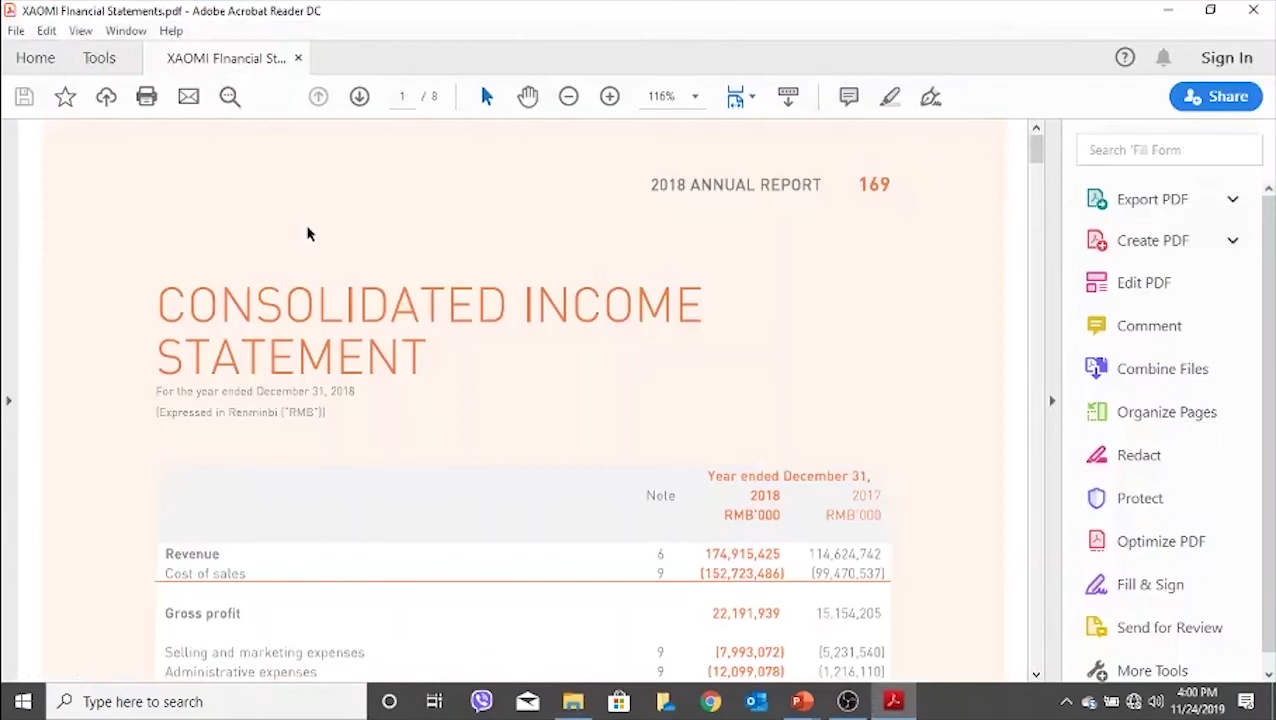 XAOMI FInancial Statements.pdf - Adobe Acrobat Reader DC
File Edit View Window Help
Home Tools XAOMI FInancial St... × Sign In
1 / 8 116% Share
2018 ANNUAL REPORT 169
CONSOLIDATED INCOME
STATEMENT
For the year ended December 31, 2018
(Expressed in Renminbi ("RMB"))
Year ended December 31,
Note 2018 2017
RMB'000 RMB'000
Revenue 6 174,915,425 114,624,742
Cost of sales 9 (152,723,486) (99,470,537)
Gross profit 22,191,939 15,154,205
Selling and marketing expenses 9 (7,993,072) (5,231,540)
Administrative expenses 9 (12,099,078) (1,216,110)
Search 'Fill Form
Export PDF
Create PDF
Edit PDF
Comment
Combine Files
Organize Pages
Redact
Protect
Optimize PDF
Fill & Sign
Send for Review
More Tools
Type here to search
4:00 PM
11/24/2019